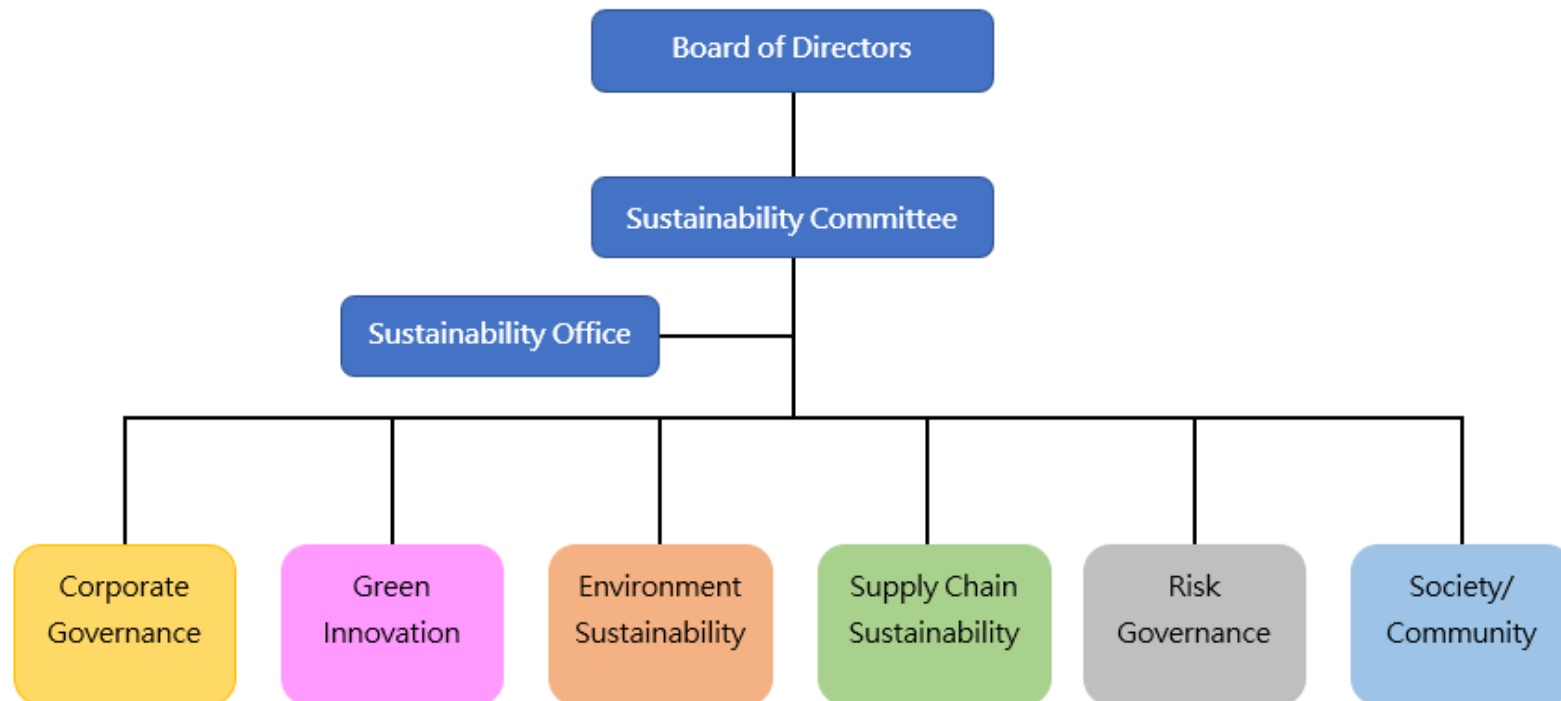 Board of Directors
Sustainability Committee
Sustainability Office
Corporate
Governance
Green
Innovation
Environment
Sustainability
Supply Chain
Sustainability
Risk
Governance
Society/
Community